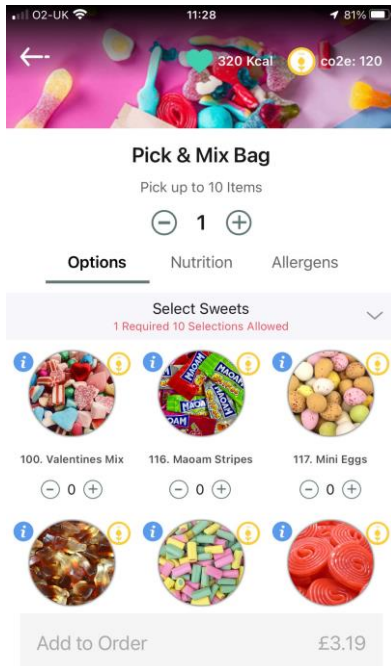 O2-UK 11:28 81%
320 Kcal co2e: 120
Pick & Mix Bag
Pick up to 10 Items
1
Options Nutrition Allergens
Select Sweets
1 Required 10 Selections Allowed
MAOAM
100. Valentines Mix 116. Maoam Stripes 117. Mini Eggs
0 0 0
Add to Order £3.19